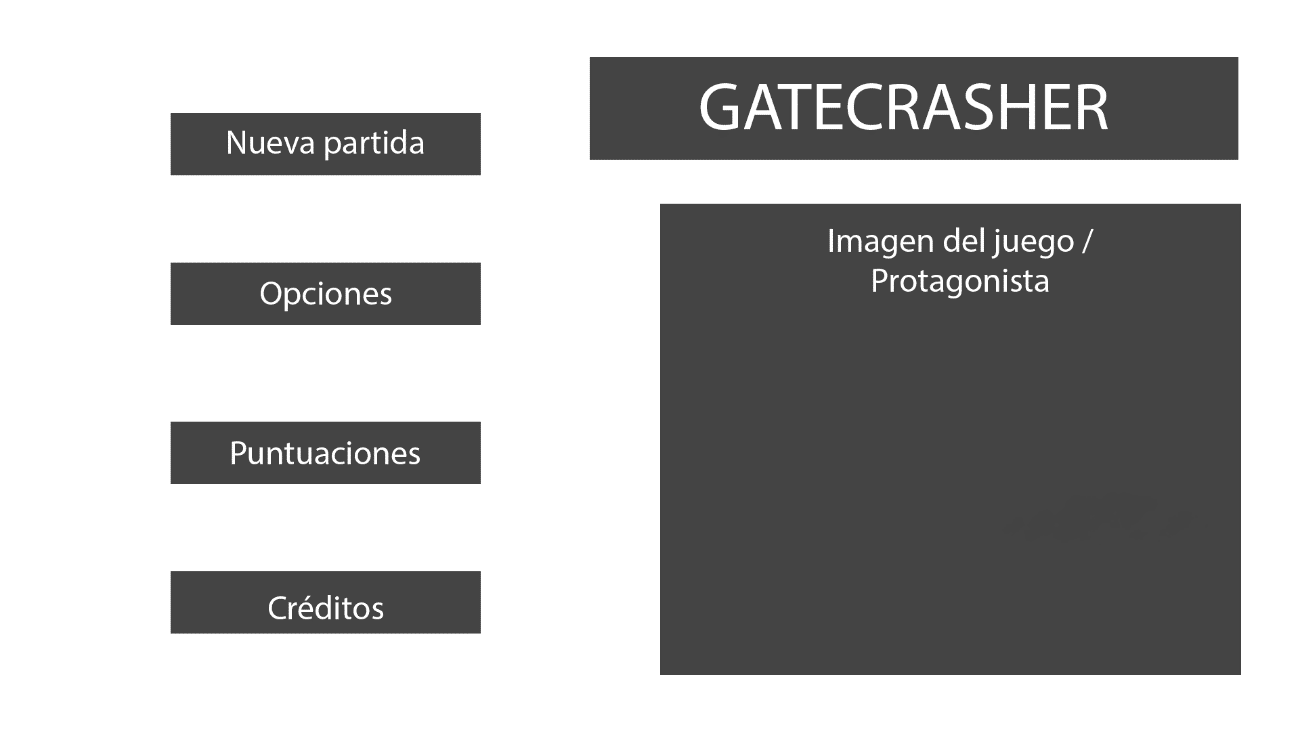 GATECRASHER
Nueva partida
Opciones
Puntuaciones
Créditos
Imagen del juego /
Protagonista